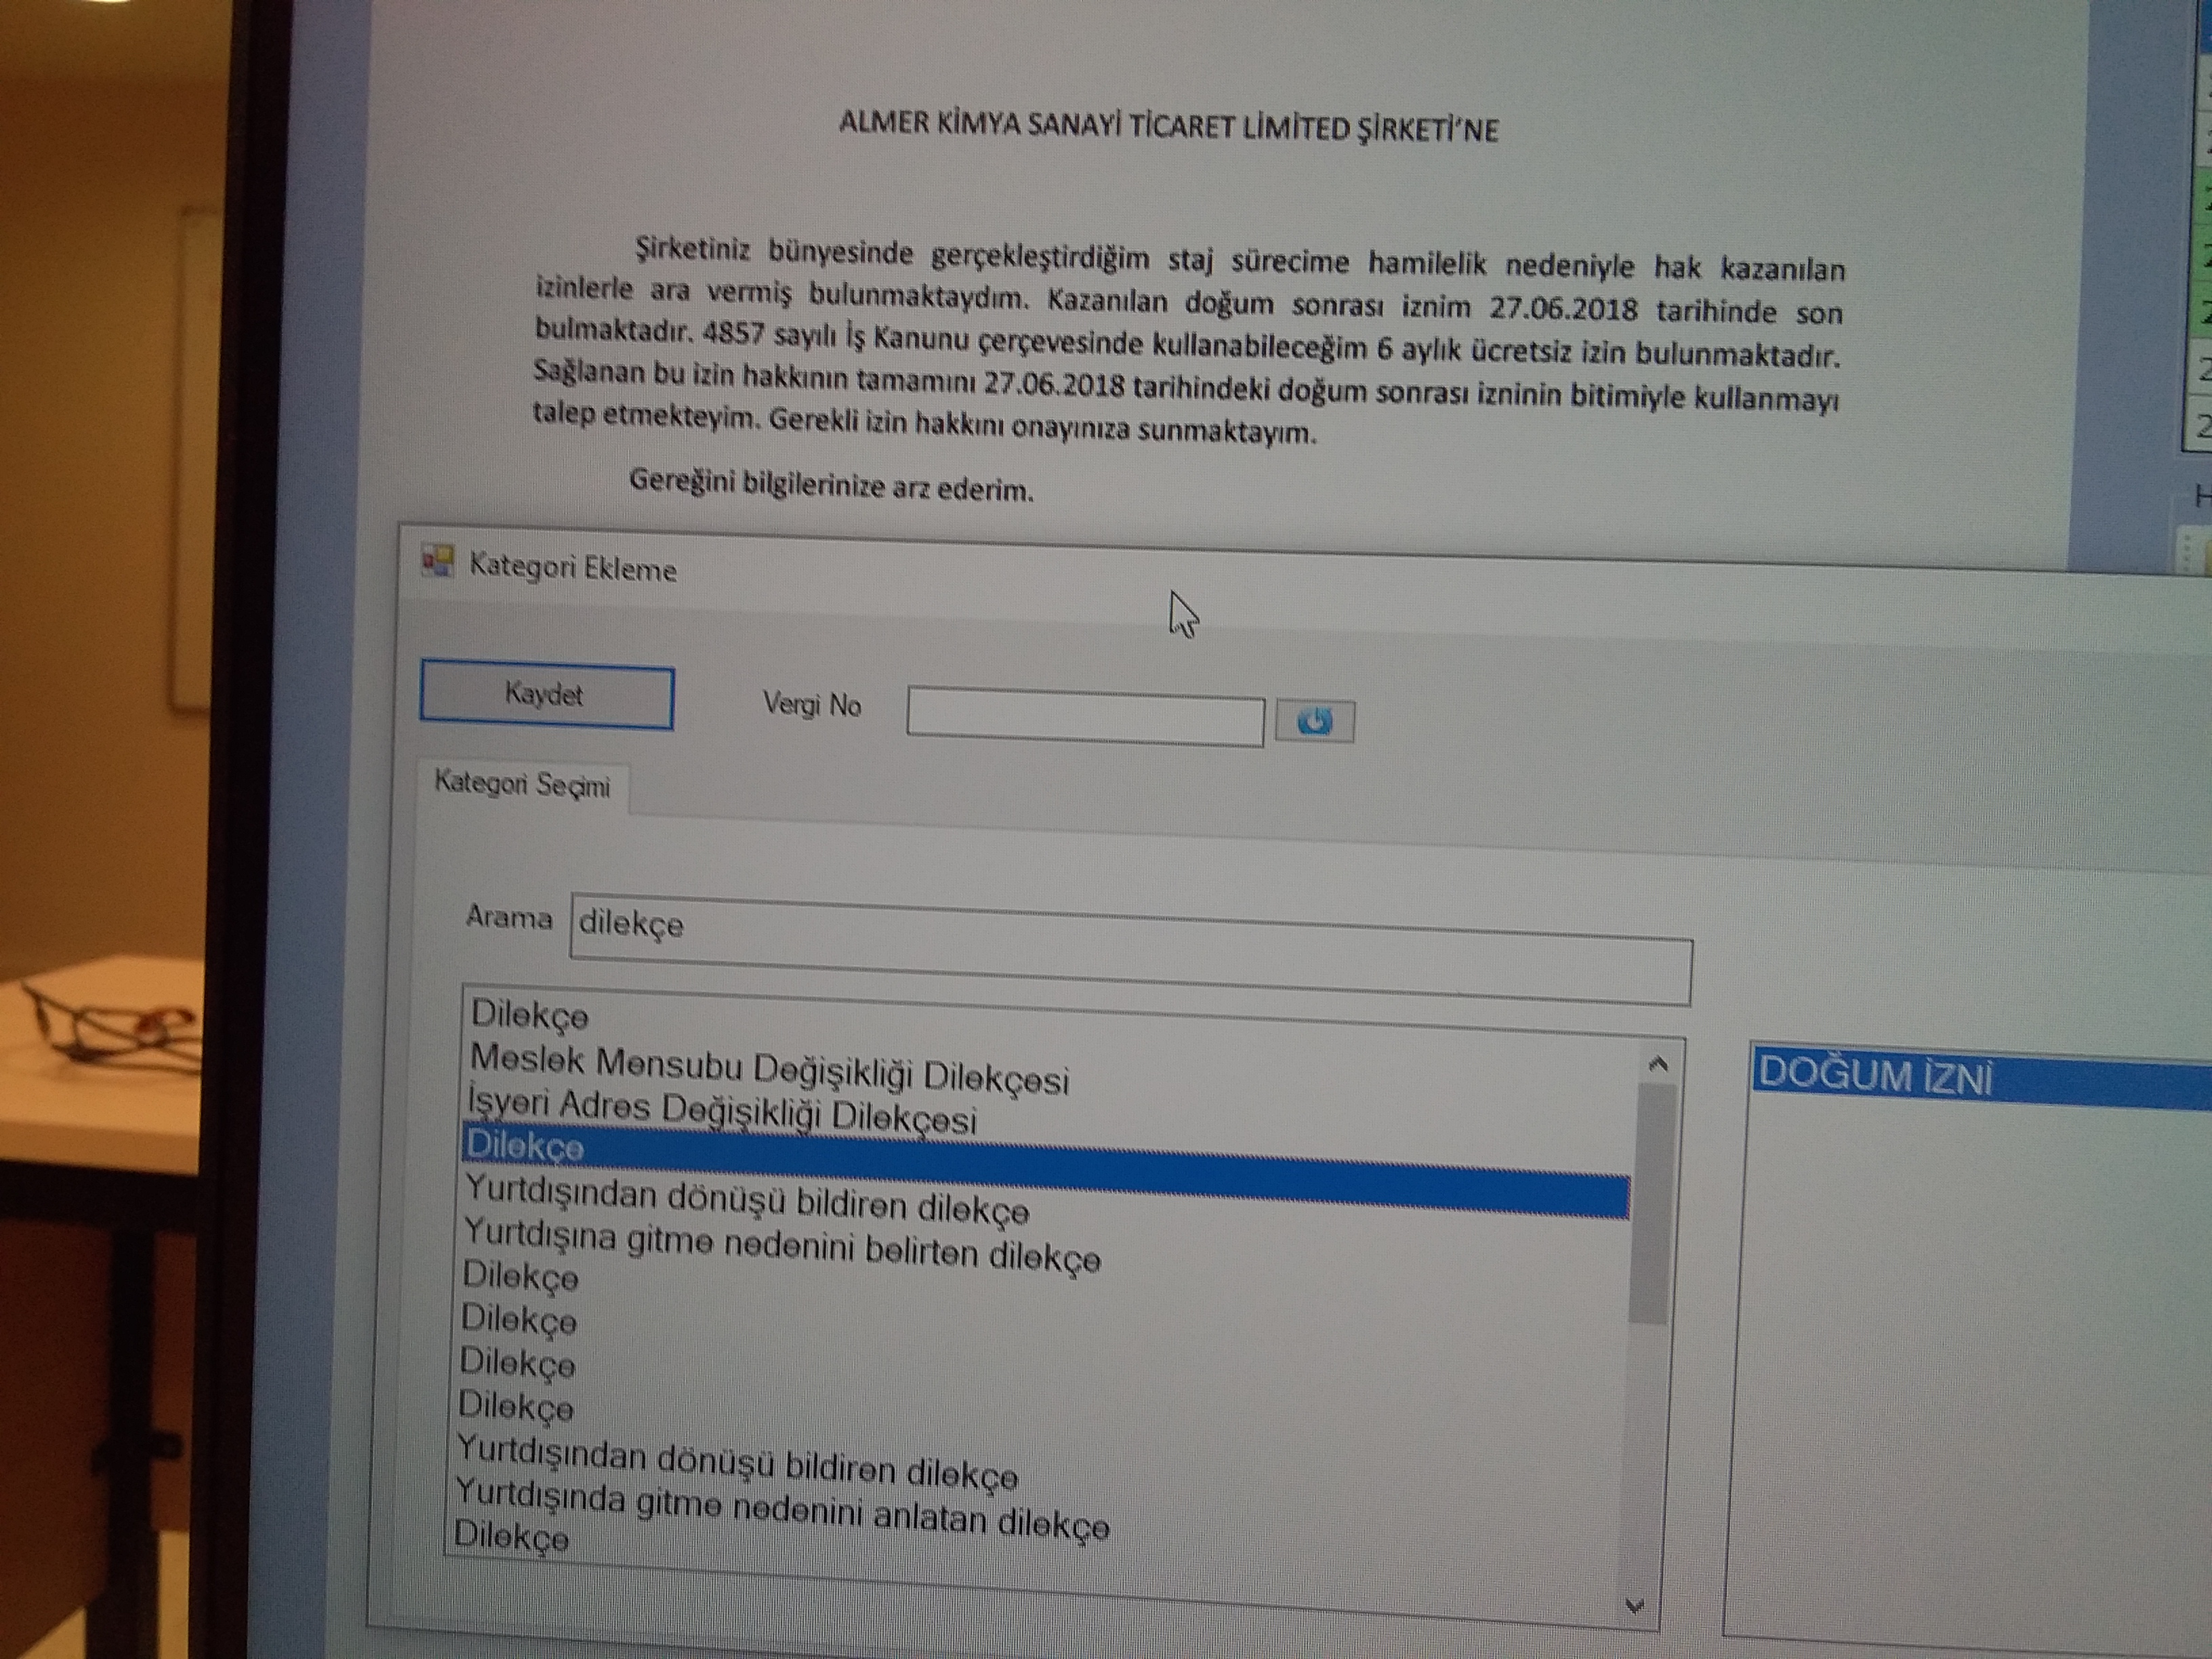 ALMER KİMYA SANAYİ TİCARET LİMİTED ŞİRKETİ'NE
Şirketiniz bünyesinde gerçekleştirdiğim staj sürecime hamilelik nedeniyle hak kazanılan
izinlerle ara vermiş bulunmaktaydım. Kazanılan doğum sonrası iznim 27.06.2018 tarihinde son
bulmaktadır. 4857 sayılı İş Kanunu çerçevesinde kullanabileceğim 6 aylık ücretsiz izin bulunmaktadır.
Sağlanan bu izin hakkının tamamını 27.06.2018 tarihindeki doğum sonrası izninin bitimiyle kullanmayı
talep etmekteyim. Gerekli izin hakkını onayınıza sunmaktayım.
Gereğini bilgilerinize arz ederim.
Kategori Ekleme
Kaydet
Vergi No
Kategori Seçimi
Arama dilekçe
Dilekçe
Meslek Mensubu Değişikliği Dilekçesi
İşyeri Adres Değişikliği Dilekçesi
Dilekçe
Yurtdışından dönüşü bildiren dilekçe
Yurtdışına gitme nedenini belirten dilekçe
Dilekçe
Dilekçe
Dilekçe
Dilekçe
Yurtdışından dönüşü bildiren dilekçe
Yurtdışında gitme nedenini anlatan dilekçe
Dilekçe
DOĞUM İZNİ